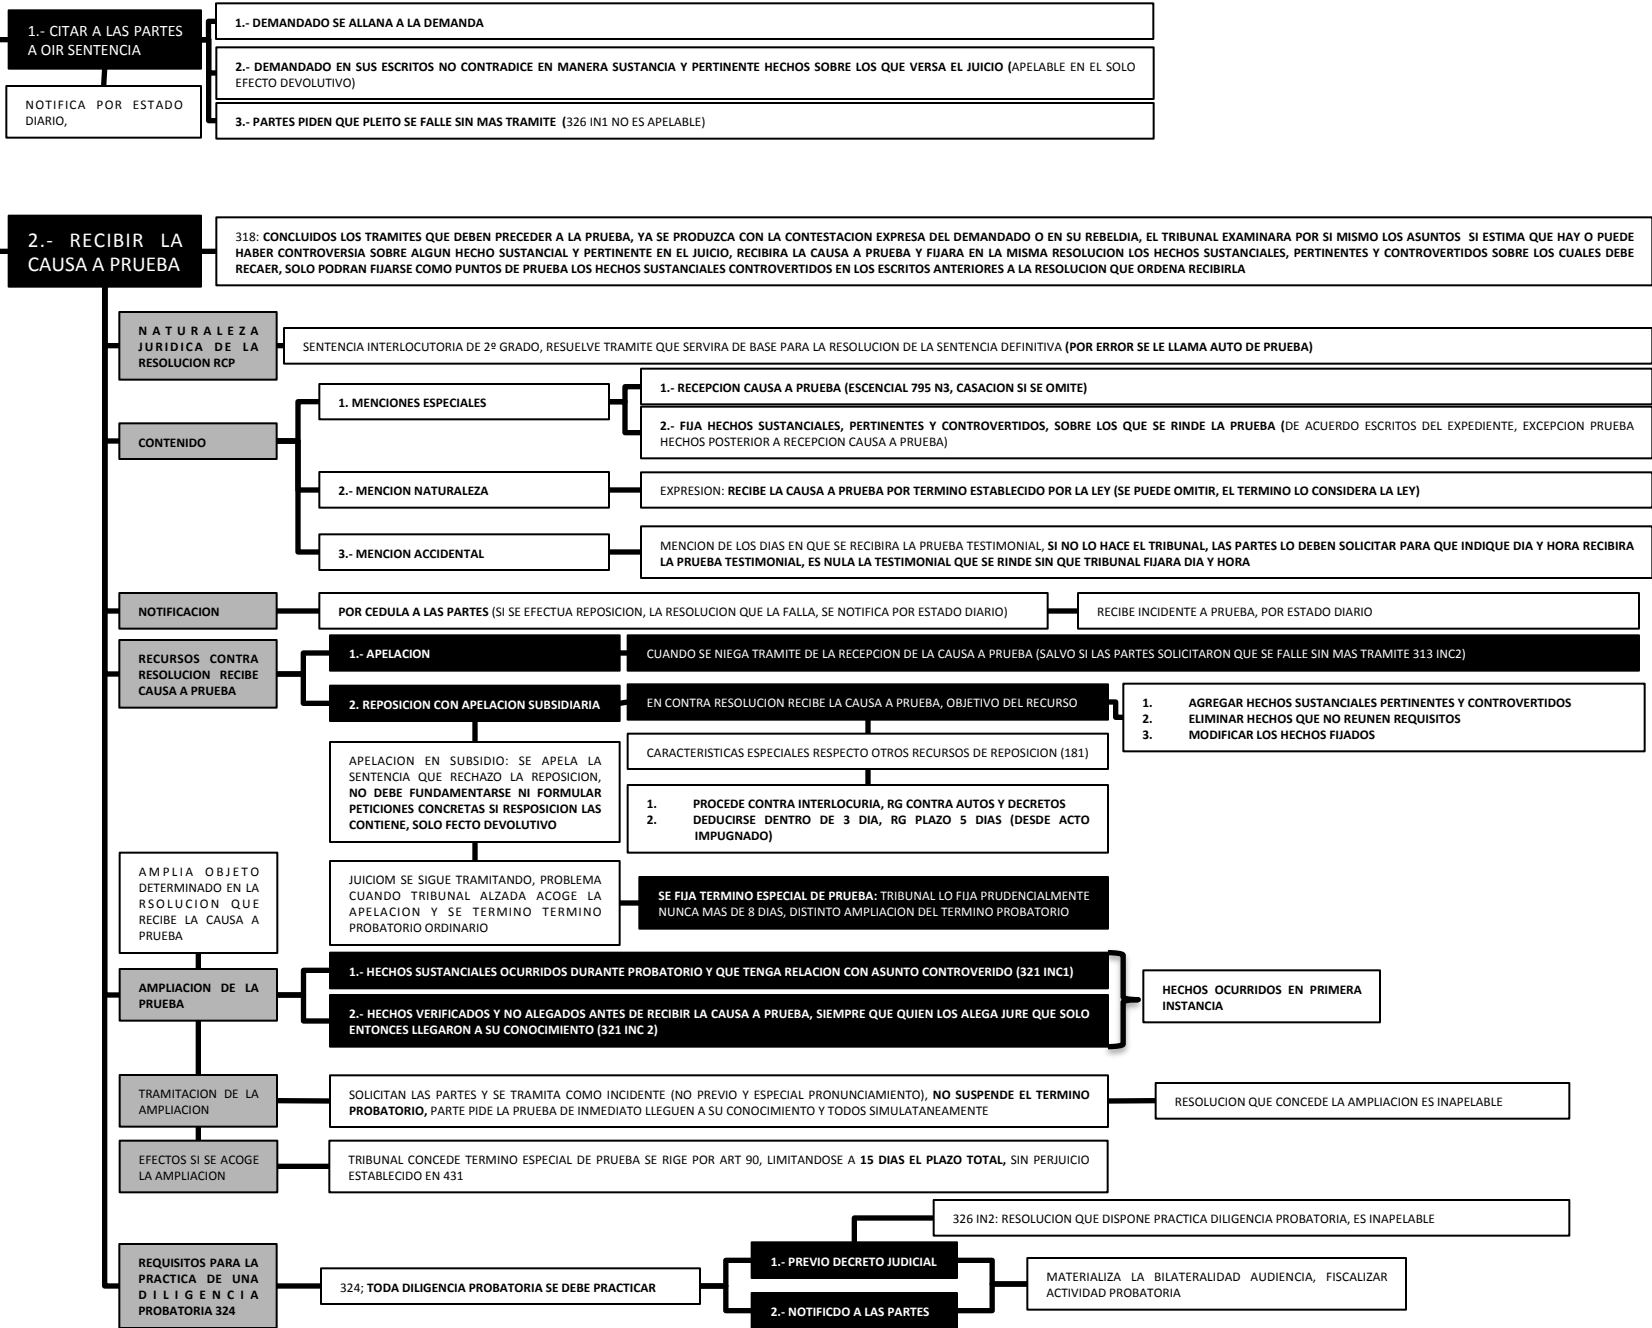 1.- CITAR A LAS PARTES
A OIR SENTENCIA
NOTIFICA POR ESTADO
DIARIO,
1.- DEMANDADO SE ALLANA A LA DEMANDA
2.- DEMANDADO EN SUS ESCRITOS NO CONTRADICE EN MANERA SUSTANCIA Y PERTINENTE HECHOS SOBRE LOS QUE VERSA EL JUICIO (APELABLE EN EL SOLO
EFECTO DEVOLUTIVO)
3.- PARTES PIDEN QUE PLEITO SE FALLE SIN MAS TRAMITE (326 IN1 NO ES APELABLE)
2.- RECIBIR LA
CAUSA A PRUEBA
318: CONCLUIDOS LOS TRAMITES QUE DEBEN PRECEDER A LA PRUEBA, YA SE PRODUZCA CON LA CONTESTACION EXPRESA DEL DEMANDADO O EN SU REBELDIA, EL TRIBUNAL EXAMINARA POR SI MISMO LOS ASUNTOS SI ESTIMA QUE HAY O PUEDE
HABER CONTROVERSIA SOBRE ALGUN HECHO SUSTANCIAL Y PERTINENTE EN EL JUICIO, RECIBIRA LA CAUSA A PRUEBA Y FIJARA EN LA MISMA RESOLUCION LOS HECHOS SUSTANCIALES, PERTINENTES Y CONTROVERTIDOS SOBRE LOS CUALES DEBE
RECAER, SOLO PODRAN FIJARSE COMO PUNTOS DE PRUEBA LOS HECHOS SUSTANCIALES CONTROVERTIDOS EN LOS ESCRITOS ANTERIORES A LA RESOLUCION QUE ORDENA RECIBIRLA
NATURALEZA
JURIDICA DE LA
RESOLUCION RCP
SENTENCIA INTERLOCUTORIA DE 2º GRADO, RESUELVE TRAMITE QUE SERVIRA DE BASE PARA LA RESOLUCION DE LA SENTENCIA DEFINITIVA (POR ERROR SE LE LLAMA AUTO DE PRUEBA)
CONTENIDO
1. MENCIONES ESPECIALES
1.- RECEPCION CAUSA A PRUEBA (ESCENCIAL 795 N3, CASACION SI SE OMITE)
2.- FIJA HECHOS SUSTANCIALES, PERTINENTES Y CONTROVERTIDOS, SOBRE LOS QUE SE RINDE LA PRUEBA (DE ACUERDO ESCRITOS DEL EXPEDIENTE, EXCEPCION PRUEBA
HECHOS POSTERIOR A RECEPCION CAUSA A PRUEBA)
2.- MENCION NATURALEZA
EXPRESION: RECIBE LA CAUSA A PRUEBA POR TERMINO ESTABLECIDO POR LA LEY (SE PUEDE OMITIR, EL TERMINO LO CONSIDERA LA LEY)
3.- MENCION ACCIDENTAL
MENCION DE LOS DIAS EN QUE SE RECIBIRA LA PRUEBA TESTIMONIAL, SI NO LO HACE EL TRIBUNAL, LAS PARTES LO DEBEN SOLICITAR PARA QUE INDIQUE DIA Y HORA RECIBIRA
LA PRUEBA TESTIMONIAL, ES NULA LA TESTIMONIAL QUE SE RINDE SIN QUE TRIBUNAL FIJARA DIA Y HORA
NOTIFICACION
POR CEDULA A LAS PARTES (SI SE EFECTUA REPOSICION, LA RESOLUCION QUE LA FALLA, SE NOTIFICA POR ESTADO DIARIO)
RECIBE INCIDENTE A PRUEBA, POR ESTADO DIARIO
RECURSOS CONTRA
RESOLUCION RECIBE
CAUSA A PRUEBA
1.- APELACION
CUANDO SE NIEGA TRAMITE DE LA RECEPCION DE LA CAUSA A PRUEBA (SALVO SI LAS PARTES SOLICITARON QUE SE FALLE SIN MAS TRAMITE 313 INC2)
2. REPOSICION CON APELACION SUBSIDIARIA
EN CONTRA RESOLUCION RECIBE LA CAUSA A PRUEBA, OBJETIVO DEL RECURSO
1. AGREGAR HECHOS SUSTANCIALES PERTINENTES Y CONTROVERTIDOS
2. ELIMINAR HECHOS QUE NO REUNEN REQUISITOS
3. MODIFICAR LOS HECHOS FIJADOS
APELACION EN SUBSIDIO: SE APELA LA
SENTENCIA QUE RECHAZO LA REPOSICION,
NO DEBE FUNDAMENTARSE NI FORMULAR
PETICIONES CONCRETAS SI RESPOSICION LAS
CONTIENE, SOLO FECTO DEVOLUTIVO
CARACTERISTICAS ESPECIALES RESPECTO OTROS RECURSOS DE REPOSICION (181)
1. PROCEDE CONTRA INTERLOCURIA, RG CONTRA AUTOS Y DECRETOS
2. DEDUCIRSE DENTRO DE 3 DIA, RG PLAZO 5 DIAS (DESDE ACTO
IMPUGNADO)
JUICIOM SE SIGUE TRAMITANDO, PROBLEMA
CUANDO TRIBUNAL ALZADA ACOGE LA
APELACION Y SE TERMINO TERMINO
PROBATORIO ORDINARIO
SE FIJA TERMINO ESPECIAL DE PRUEBA: TRIBUNAL LO FIJA PRUDENCIALMENTE
NUNCA MAS DE 8 DIAS, DISTINTO AMPLIACION DEL TERMINO PROBATORIO
AMPLIA OBJETO
DETERMINADO EN LA
RSOLUCION QUE
RECIBE LA CAUSA A
PRUEBA
AMPLIACION DE LA
PRUEBA
1.- HECHOS SUSTANCIALES OCURRIDOS DURANTE PROBATORIO Y QUE TENGA RELACION CON ASUNTO CONTROVERIDO (321 INC1)
2.- HECHOS VERIFICADOS Y NO ALEGADOS ANTES DE RECIBIR LA CAUSA A PRUEBA, SIEMPRE QUE QUIEN LOS ALEGA JURE QUE SOLO
ENTONCES LLEGARON A SU CONOCIMIENTO (321 INC 2)
HECHOS OCURRIDOS EN PRIMERA
INSTANCIA
TRAMITACION DE LA
AMPLIACION
SOLICITAN LAS PARTES Y SE TRAMITA COMO INCIDENTE (NO PREVIO Y ESPECIAL PRONUNCIAMIENTO), NO SUSPENDE EL TERMINO
PROBATORIO, PARTE PIDE LA PRUEBA DE INMEDIATO LLEGUEN A SU CONOCIMIENTO Y TODOS SIMULATANEAMENTE
RESOLUCION QUE CONCEDE LA AMPLIACION ES INAPELABLE
EFECTOS SI SE ACOGE
LA AMPLIACION
TRIBUNAL CONCEDE TERMINO ESPECIAL DE PRUEBA SE RIGE POR ART 90, LIMITANDOSE A 15 DIAS EL PLAZO TOTAL, SIN PERJUICIO
ESTABLECIDO EN 431
326 IN2: RESOLUCION QUE DISPONE PRACTICA DILIGENCIA PROBATORIA, ES INAPELABLE
REQUISITOS PARA LA
PRACTICA DE UNA
DILIGENCIA
PROBATORIA 324
324; TODA DILIGENCIA PROBATORIA SE DEBE PRACTICAR
1.- PREVIO DECRETO JUDICIAL
2.- NOTIFICDO A LAS PARTES
MATERIALIZA LA BILATERALIDAD AUDIENCIA, FISCALIZAR
ACTIVIDAD PROBATORIA